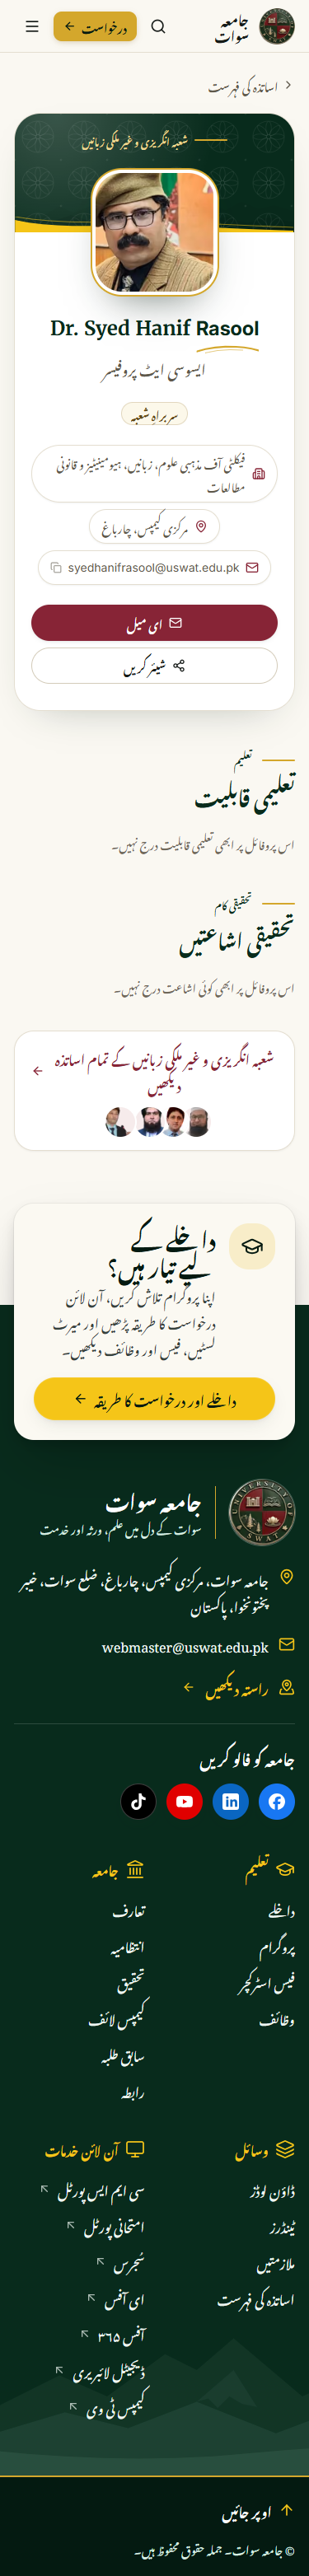 جامعہ
سوات
درخواست
اساتذہ کی فہرست
شعبہ انگریزی و غیر ملکی زبانیں
Dr. Syed Hanif Rasool
ایسوسی ایٹ پروفیسر
سربراہ شعبہ
فیکلٹی آف مذہبی علوم، زبانیں، ہیومینیٹیز و قانونی
مطالعات
مرکزی کیمپس، چارباغ
syedhanifrasool@uswat.edu.pk
ای میل
شیئر کریں
تعلیم
تعلیمی قابلیت
اس پروفائل پر ابھی تعلیمی قابلیت درج نہیں۔
تحقیقی کام
تحقیقی اشاعتیں
اس پروفائل پر ابھی کوئی اشاعت درج نہیں۔
شعبہ انگریزی و غیر ملکی زبانیں کے تمام اساتذہ
دیکھیں
داخلے کے
لیے تیار ہیں؟
اپنا پروگرام تلاش کریں، آن لائن
درخواست کا طریقہ پڑھیں اور میرٹ
لسٹیں، فیس اور وظائف دیکھیں۔
داخلے اور درخواست کا طریقہ
جامعہ سوات
سوات کے دل میں علم، ورثہ اور خدمت
جامعہ سوات، مرکزی کیمپس، چارباغ، ضلع سوات، خیبر
پختونخوا، پاکستان
webmaster@uswat.edu.pk
راستہ دیکھیں
جامعہ کو فالو کریں
تعلیم
داخلے
پروگرام
فیس اسٹرکچر
وظائف
جامعہ
تعارف
انتظامیہ
تحقیق
کیمپس لائف
سابق طلبہ
رابطہ
وسائل
ڈاؤن لوڈز
ٹینڈرز
ملازمتیں
اساتذہ کی فہرست
آن لائن خدمات
سی ایم ایس پورٹل
امتحانی پورٹل
سُجرس
ای آفس
آفس ۳۶۵
ڈیجیٹل لائبریری
کیمپس ٹی وی
اوپر جائیں
© جامعہ سوات۔ جملہ حقوق محفوظ ہیں۔